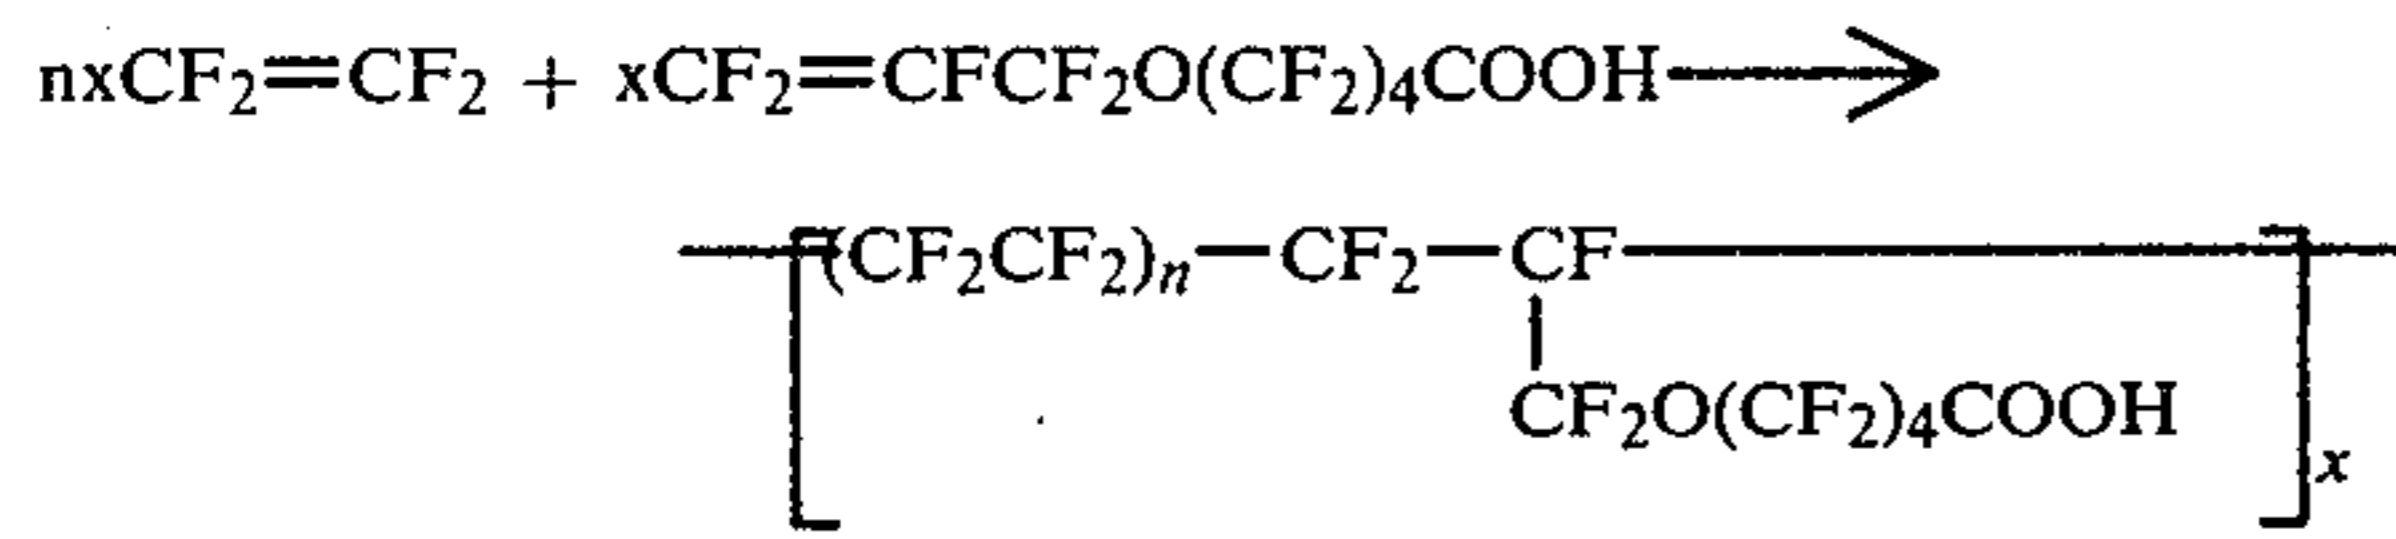 nxCF₂=CF₂ + xCF₂=CFCF₂O(CF₂)₄COOH⟶
—[(CF₂CF₂)ₙ—CF₂—CF—]ₓ
CF₂O(CF₂)₄COOH